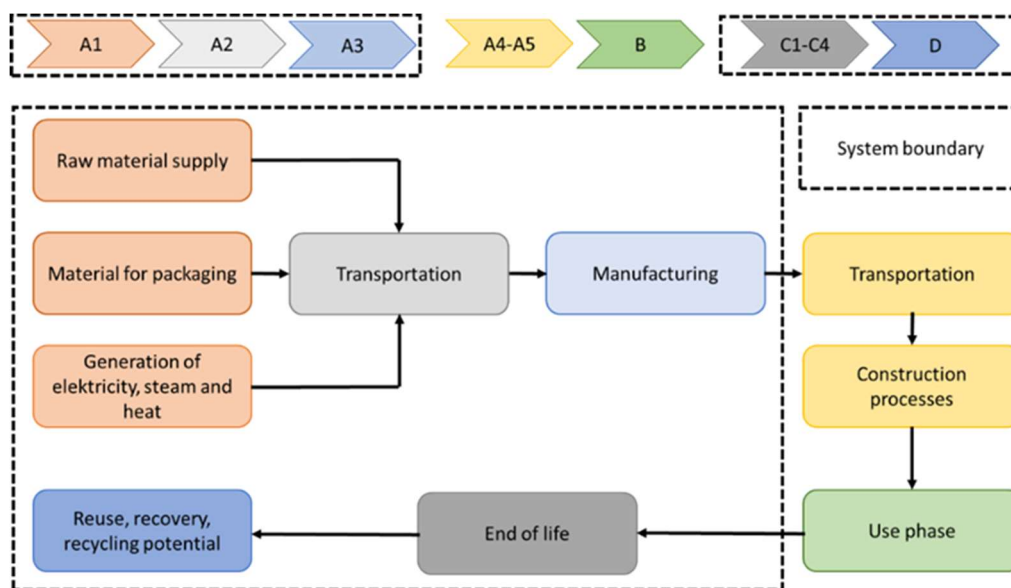 A1
A2
A3
A4-A5
B
C1-C4
D
Raw material supply
System boundary
Material for packaging
Transportation
Manufacturing
Transportation
Generation of
elektricity, steam and
heat
Construction
processes
Reuse, recovery,
recycling potential
End of life
Use phase